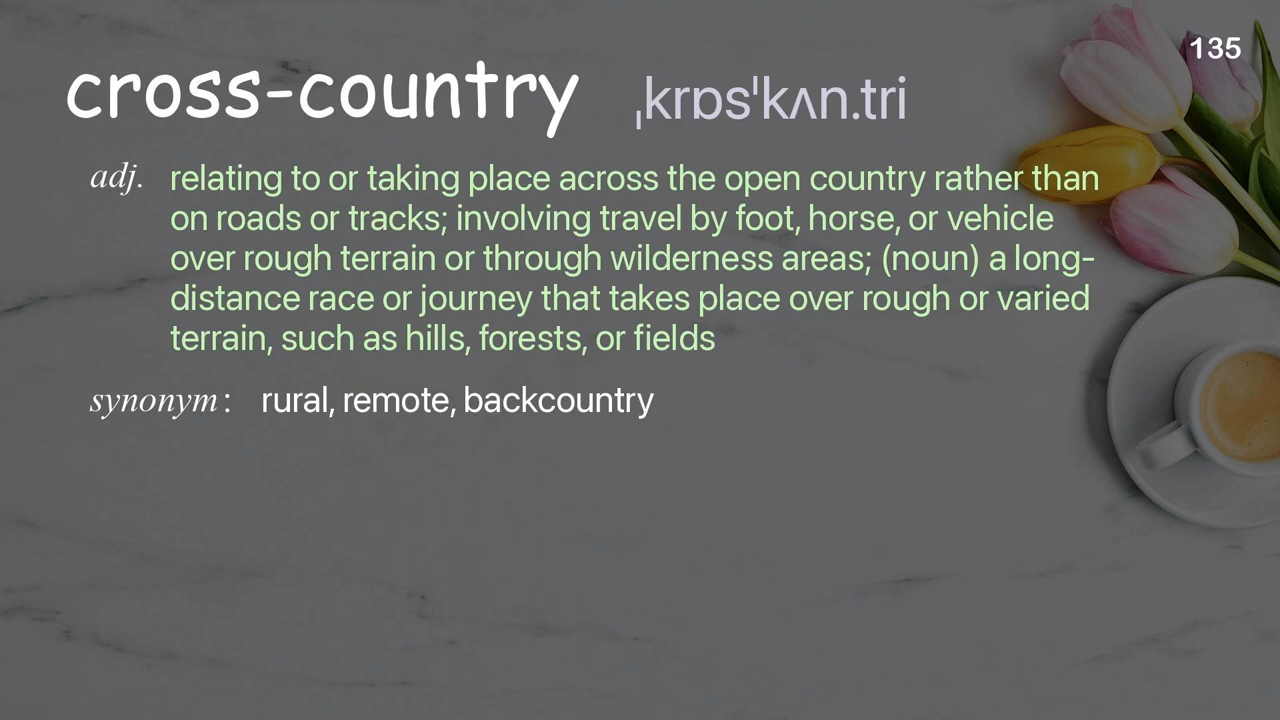 135
cross-country ˌkrɒsˈkʌn.tri
adj. relating to or taking place across the open country rather than
on roads or tracks; involving travel by foot, horse, or vehicle
over rough terrain or through wilderness areas; (noun) a long-
distance race or journey that takes place over rough or varied
terrain, such as hills, forests, or fields
synonym: rural, remote, backcountry